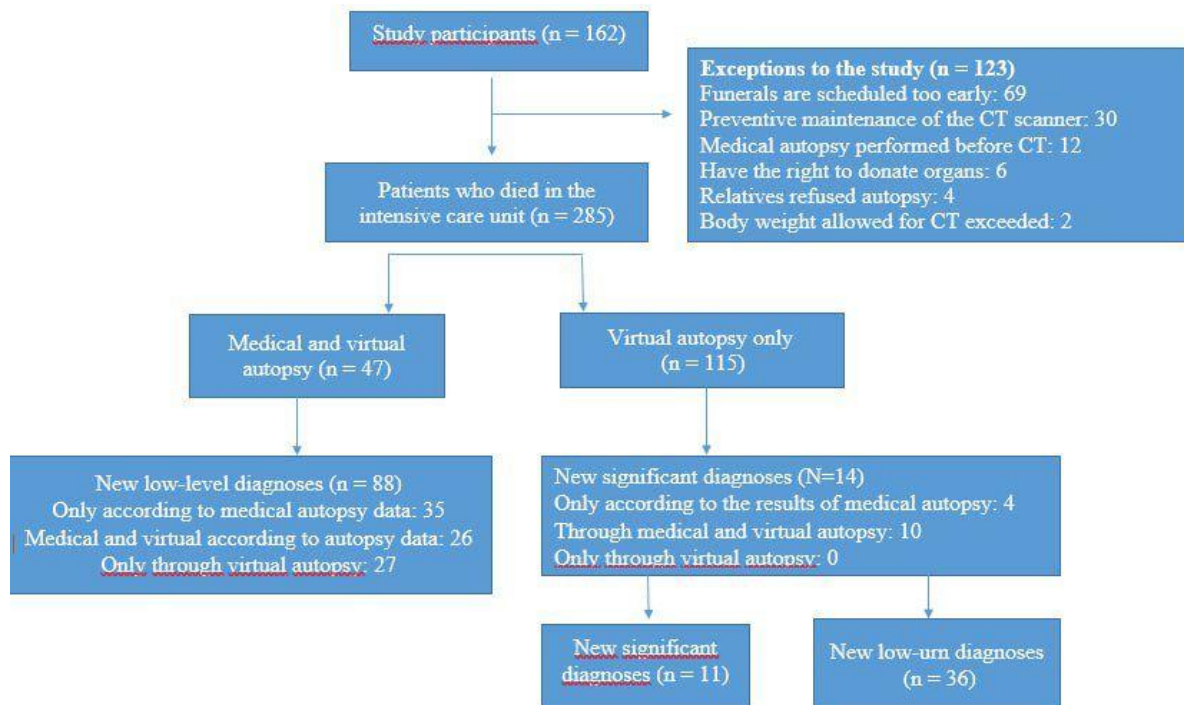 Study participants (n = 162)
Exceptions to the study (n = 123)
Funerals are scheduled too early: 69
Preventive maintenance of the CT scanner: 30
Medical autopsy performed before CT: 12
Have the right to donate organs: 6
Relatives refused autopsy: 4
Body weight allowed for CT exceeded: 2
Patients who died in the
intensive care unit (n = 285)
Medical and virtual
autopsy (n = 47)
Virtual autopsy only
(n = 115)
New low-level diagnoses (n = 88)
Only according to medical autopsy data: 35
Medical and virtual according to autopsy data: 26
Only through virtual autopsy: 27
New significant diagnoses (N=14)
Only according to the results of medical autopsy: 4
Through medical and virtual autopsy: 10
Only through virtual autopsy: 0
New significant
diagnoses (n = 11)
New low-urn diagnoses
(n = 36)